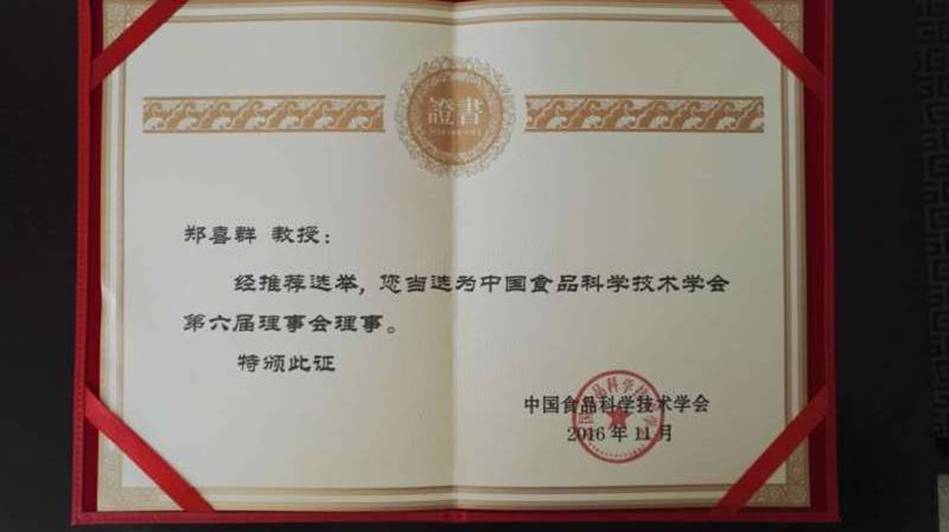 證書
郑喜群 教授：
经推荐选举，您当选为中国食品科学技术学会
第六届理事会理事。
特颁此证
中国食品科学技术学会
2016年11月